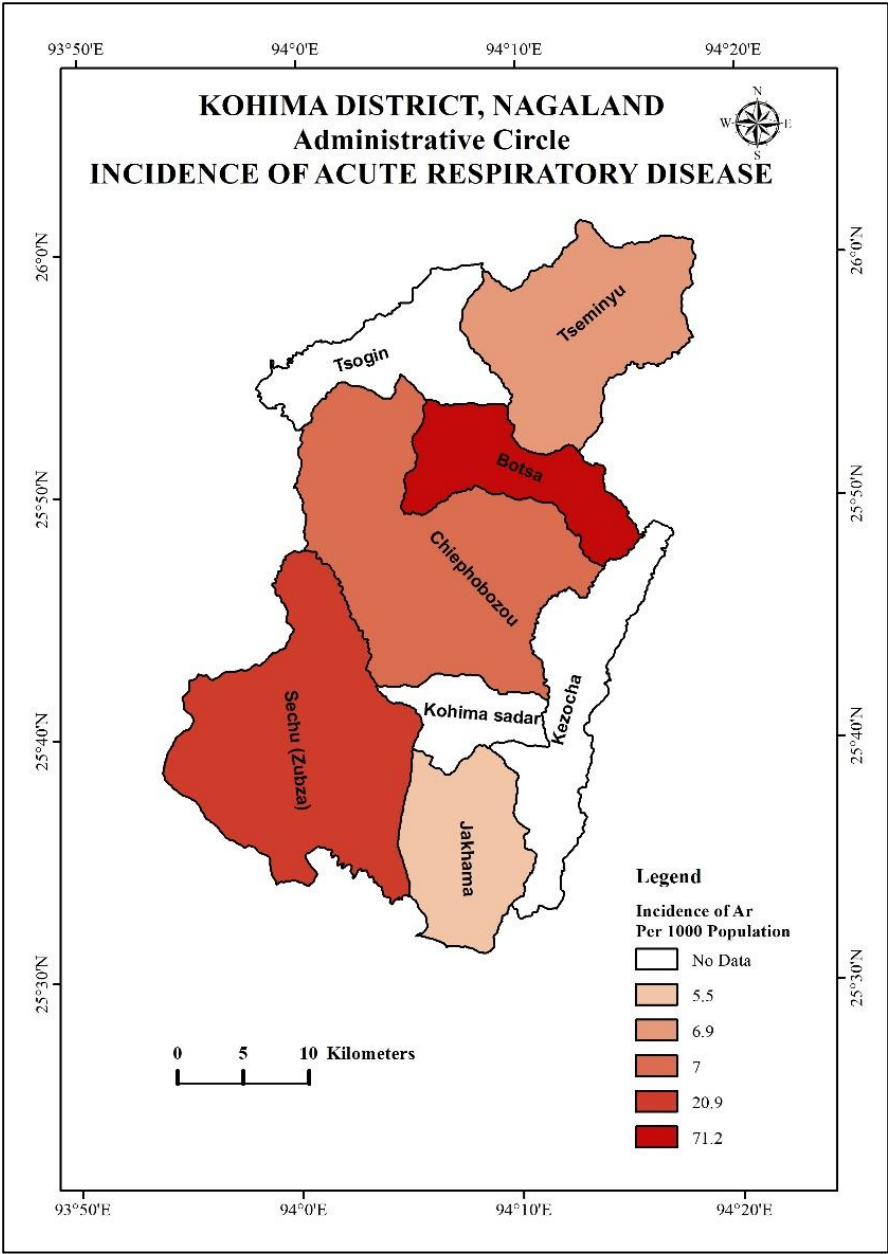 93°50'E 94°0'E 94°10'E 94°20'E
KOHIMA DISTRICT, NAGALAND
Administrative Circle
INCIDENCE OF ACUTE RESPIRATORY DISEASE
N
W E
S
26°0'N 26°0'N
Tseminyu
Tsogin
Botsa
25°50'N 25°50'N
Chiephobozou
Kohima sadar
Kezocha
Sechu (Zubza)
25°40'N 25°40'N
Jakhama
Legend
Incidence of Ar
Per 1000 Population
No Data
5.5
6.9
7
20.9
71.2
25°30'N 25°30'N
0 5 10 Kilometers
93°50'E 94°0'E 94°10'E 94°20'E